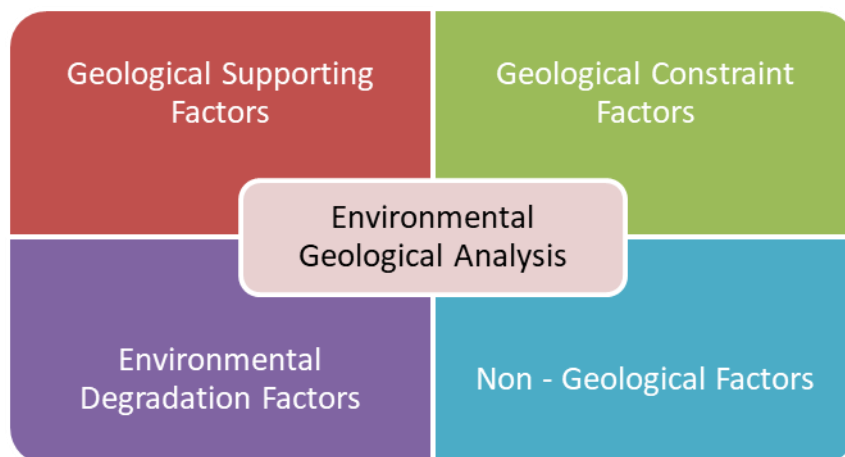 Geological Supporting
Factors
Geological Constraint
Factors
Environmental
Geological Analysis
Environmental
Degradation Factors
Non - Geological Factors